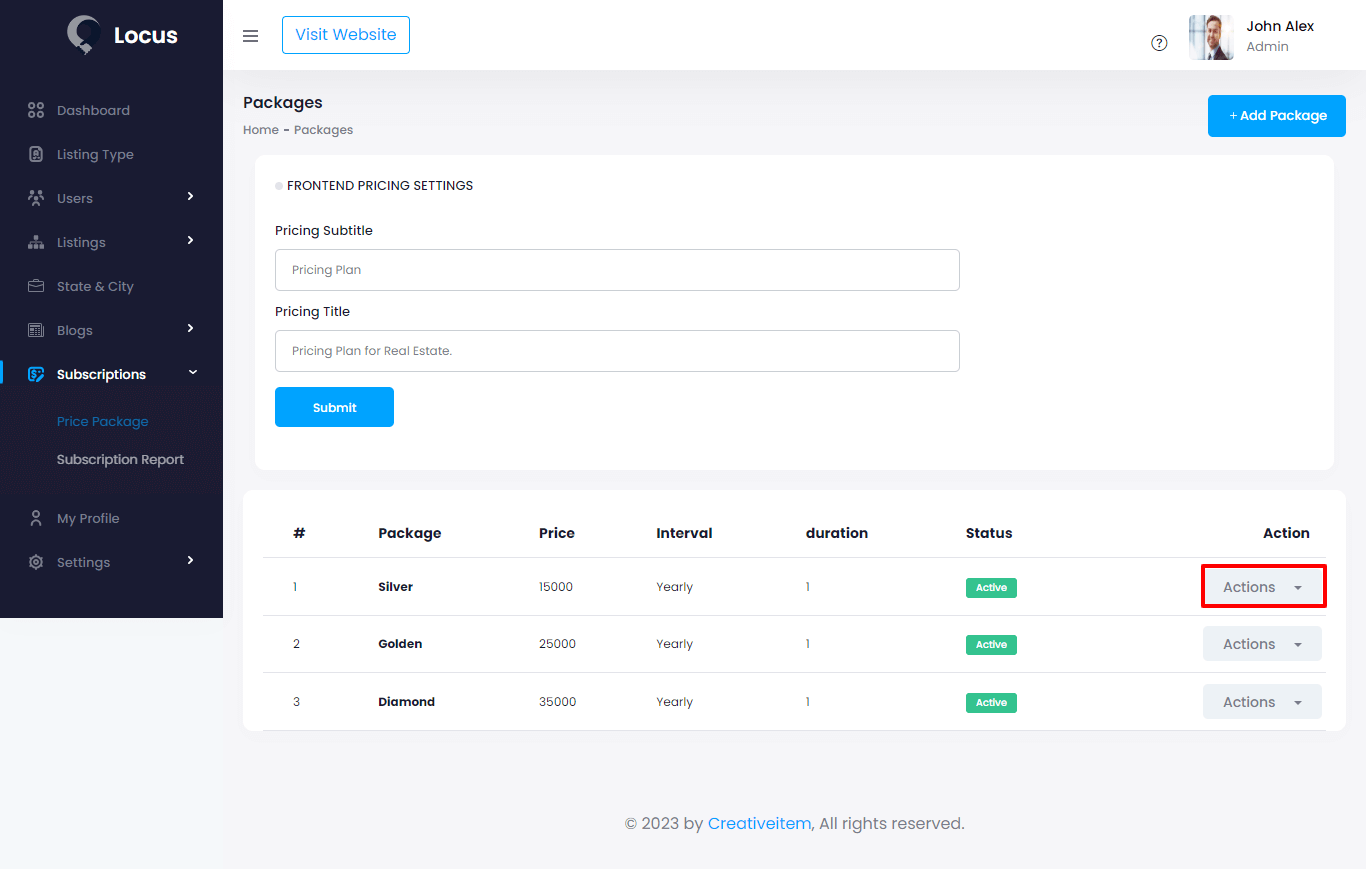 Locus
Visit Website
?
John Alex
Admin
Dashboard
Listing Type
Users
Listings
State & City
Blogs
Subscriptions
Price Package
Subscription Report
My Profile
Settings
Packages
Home - Packages
+ Add Package
FRONTEND PRICING SETTINGS
Pricing Subtitle
Pricing Plan
Pricing Title
Pricing Plan for Real Estate.
Submit
# Package Price Interval duration Status Action
1 Silver 15000 Yearly 1 Active Actions
2 Golden 25000 Yearly 1 Active Actions
3 Diamond 35000 Yearly 1 Active Actions
© 2023 by Creativeitem, All rights reserved.